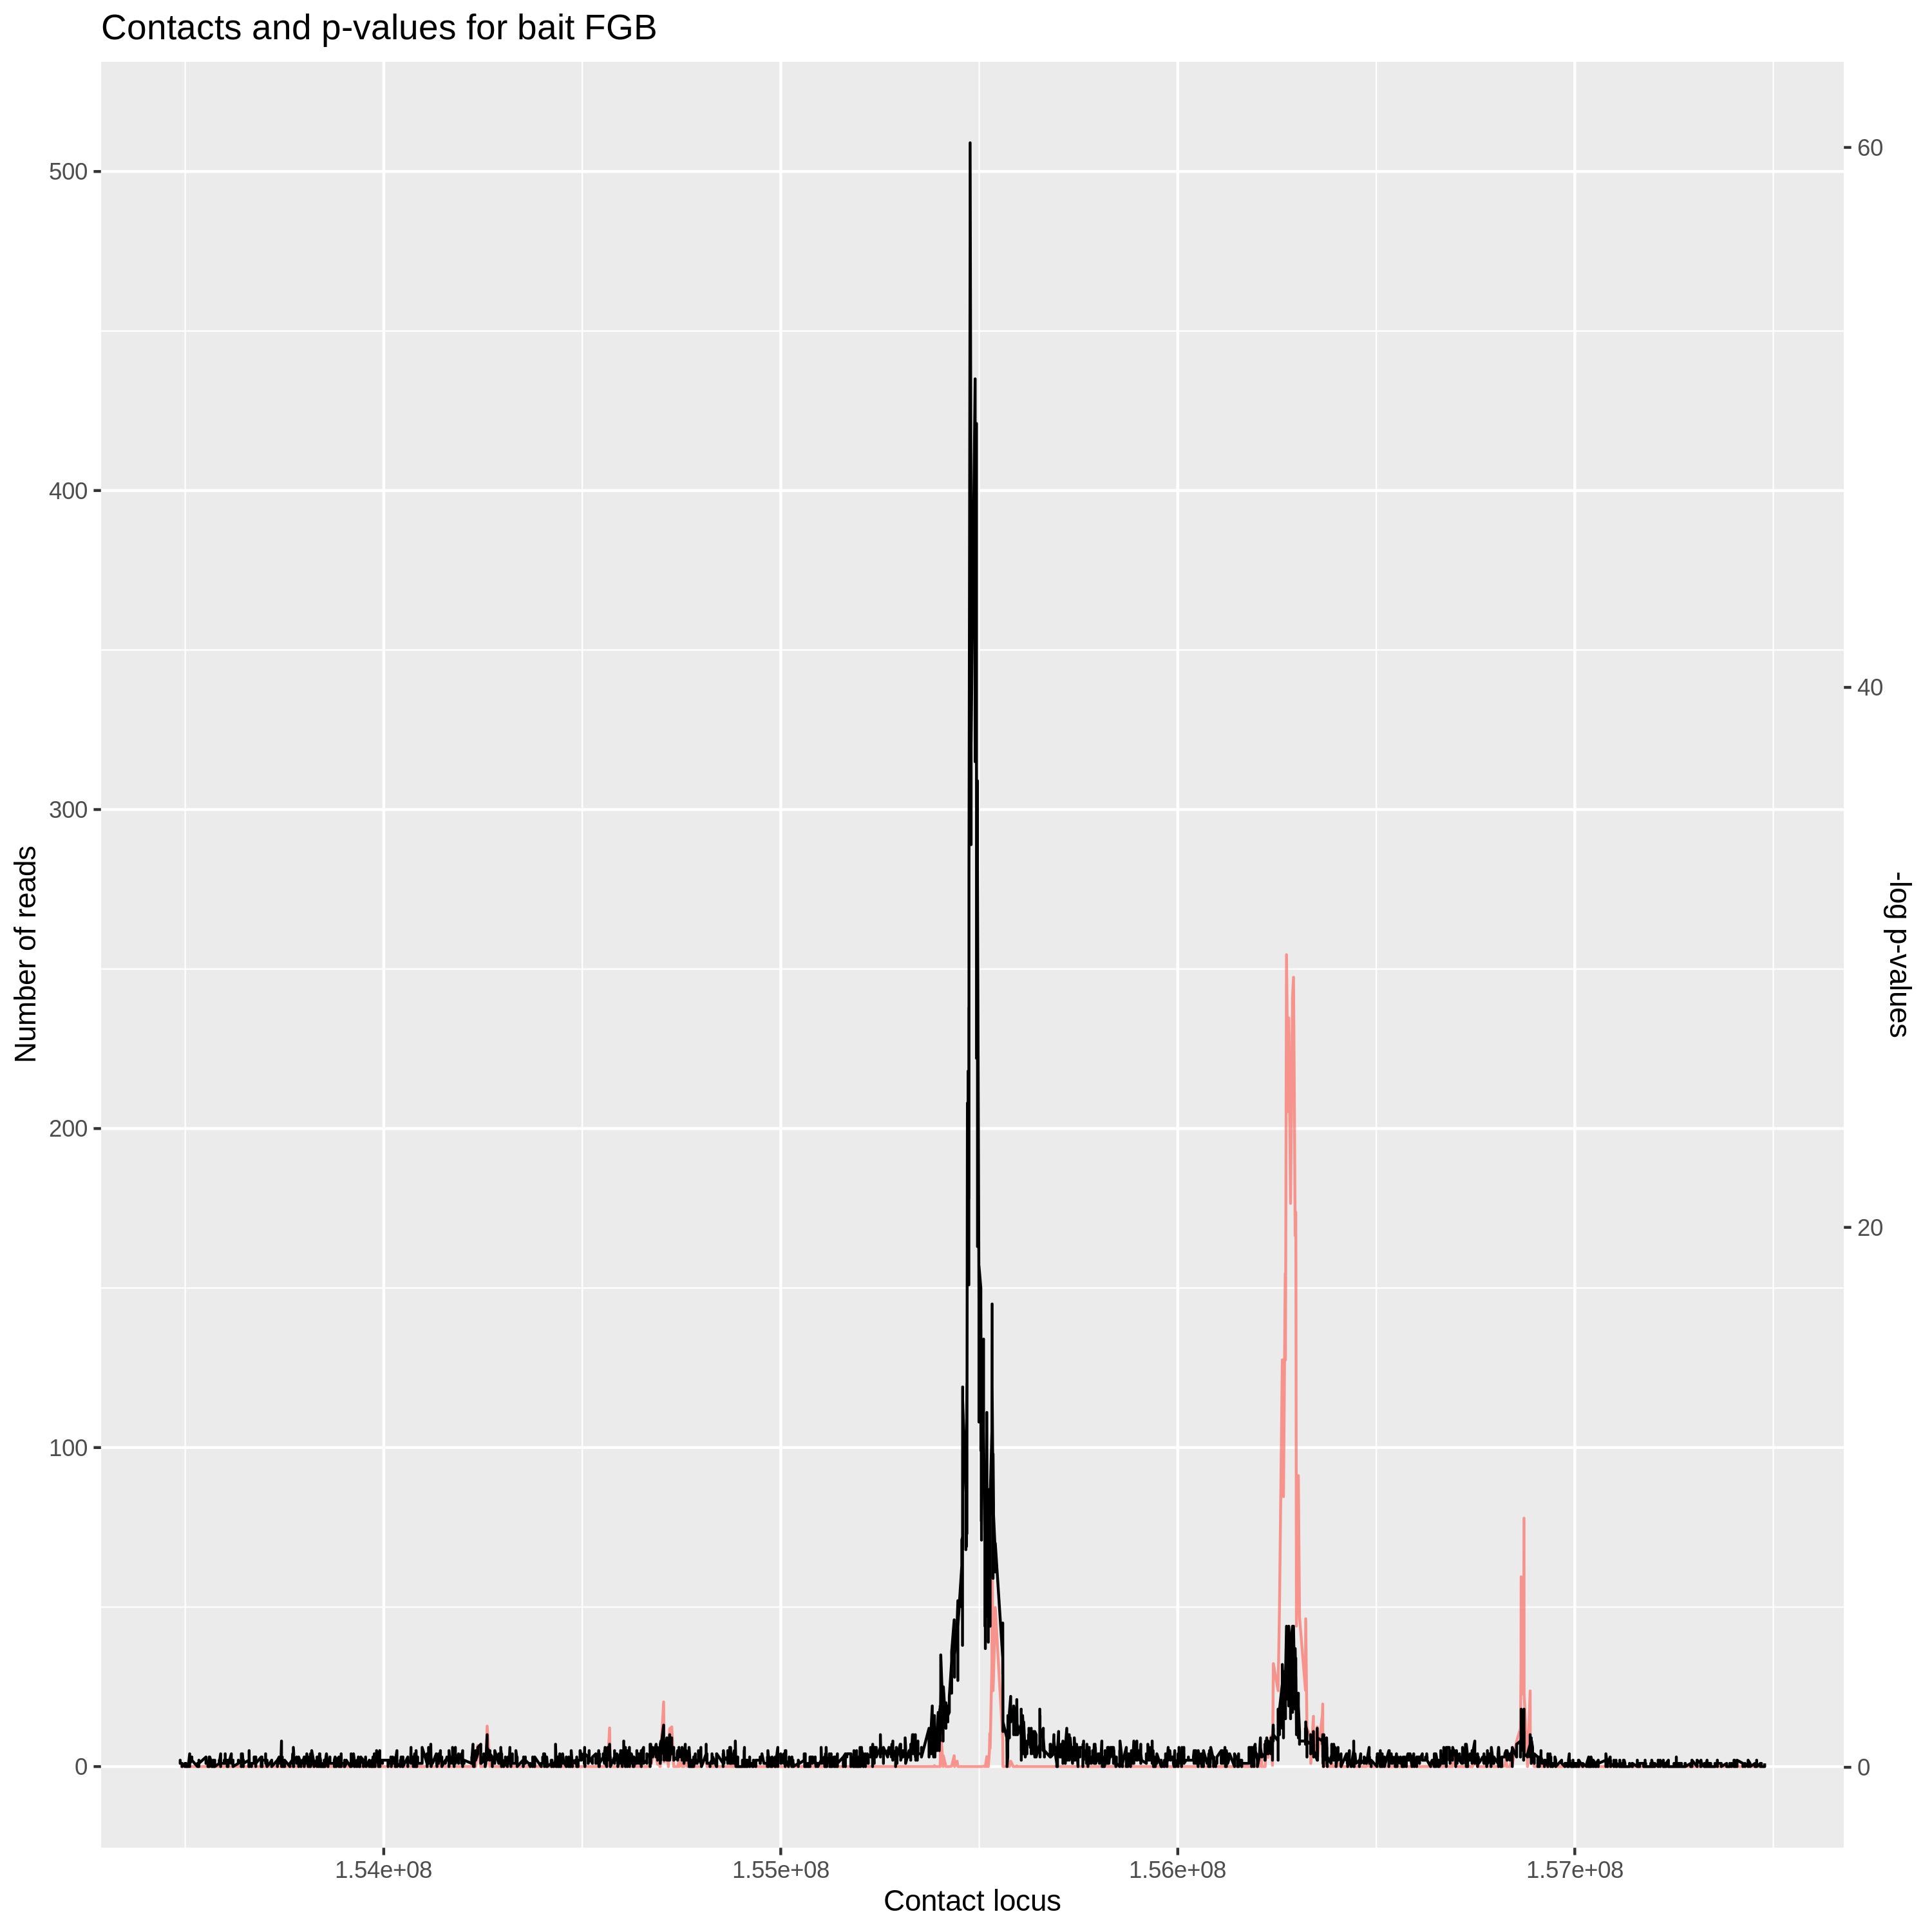 Contacts and p-values for bait FGB
500
400
300
200
100
0
Number of reads
60
40
20
0
-log p-values
1.54e+08
1.55e+08
1.56e+08
1.57e+08
Contact locus